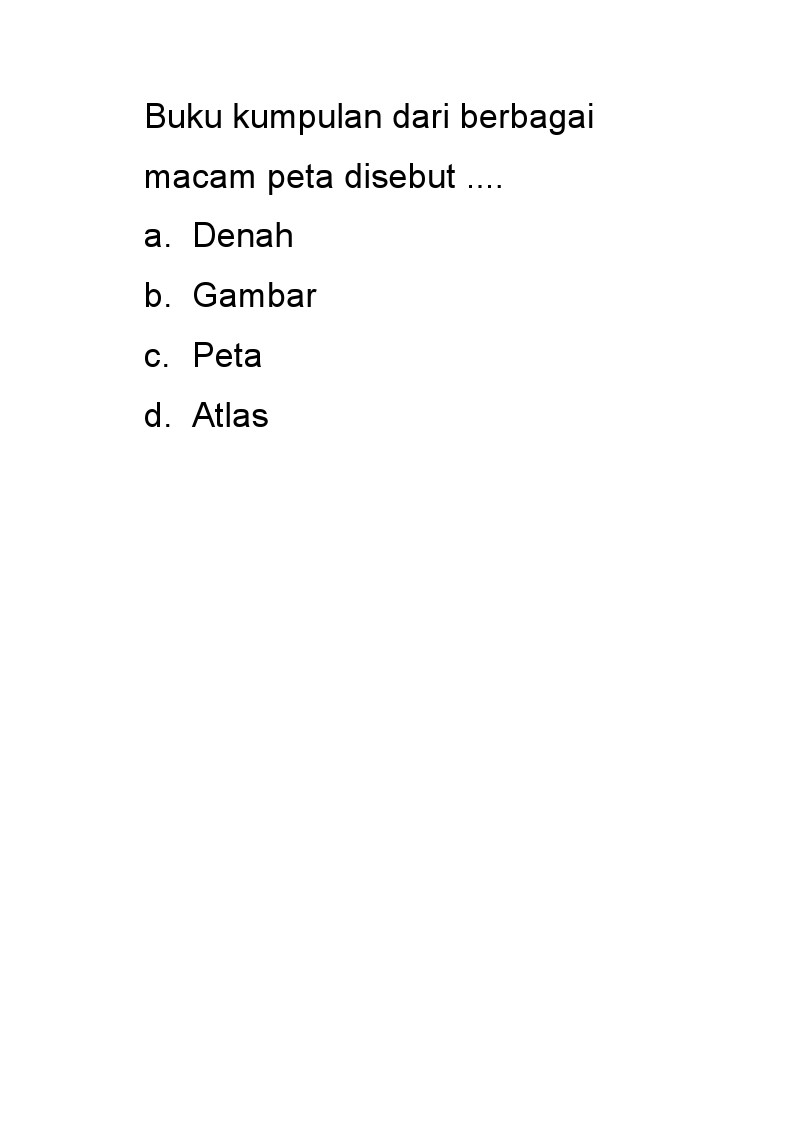 Buku kumpulan dari berbagai
macam peta disebut ....
a. Denah
b. Gambar
c. Peta
d. Atlas